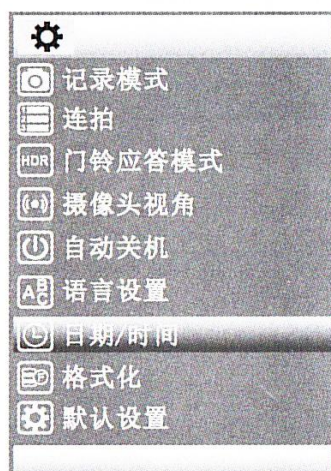 记录模式
连拍
HDR 门铃应答模式
摄像头视角
自动关机
语言设置
日期/时间
格式化
默认设置